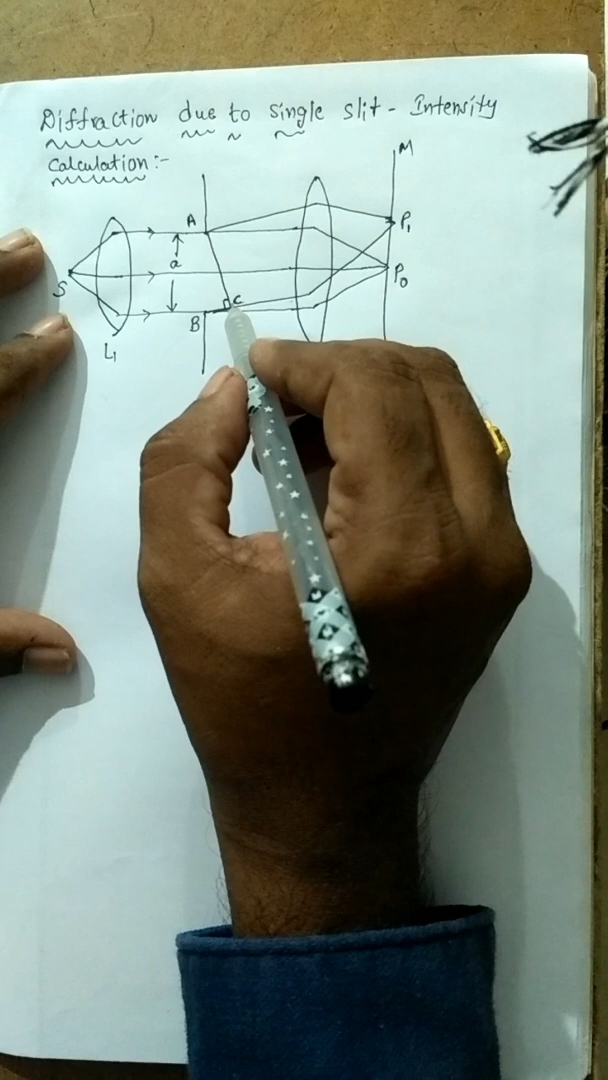 Diffraction due to single slit - Intensity
Calculation :-
M
A
P1
a
S
P0
C
B
L1